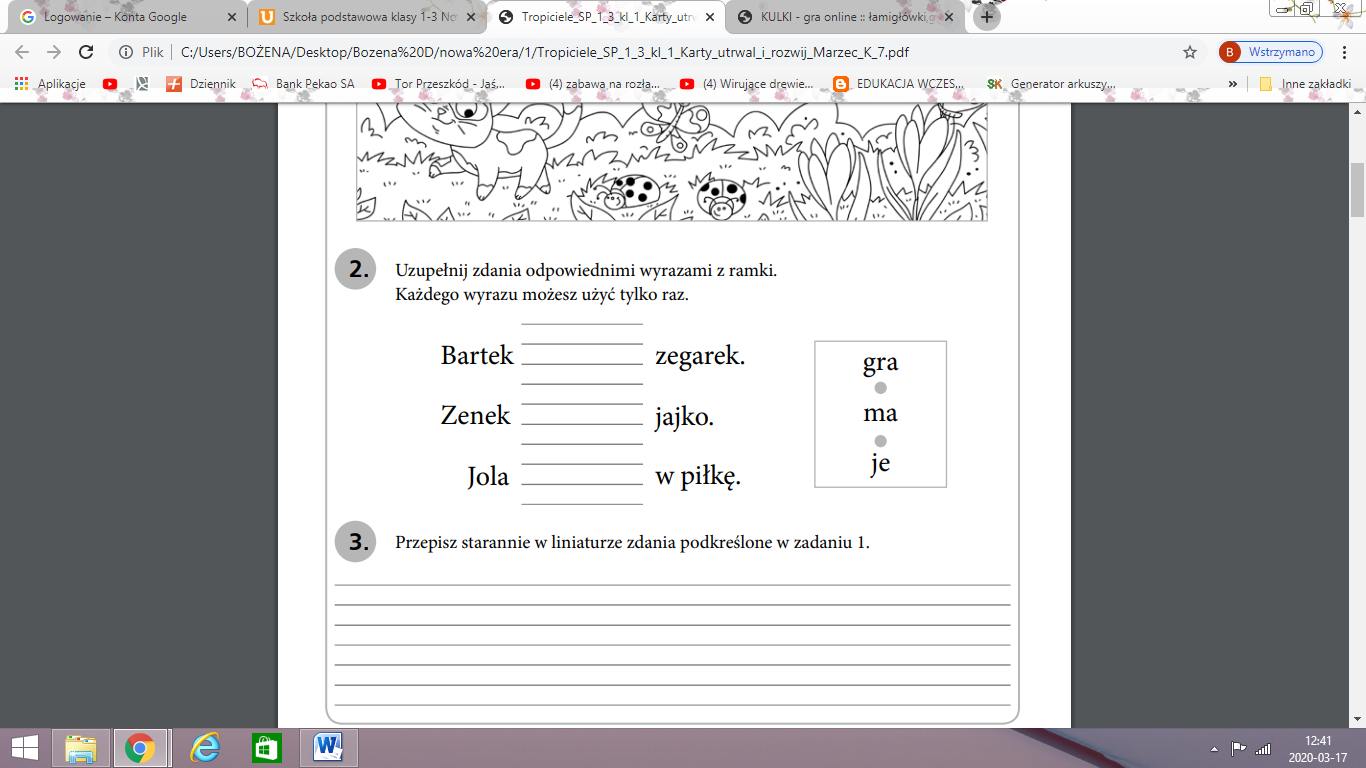 Logowanie – Konta Google
Szkoła podstawowa klasy 1-3 No
Tropiciele_SP_1_3_kl_1_Karty_utrw
KULKI - gra online :: łamigłówki,g
Plik
C:/Users/BOŻENA/Desktop/Bozena%20D/nowa%20era/1/Tropiciele_SP_1_3_kl_1_Karty_utrwal_i_rozwij_Marzec_K_7.pdf
B Wstrzymano
Aplikacje
Dziennik
Bank Pekao SA
Tor Przeszkód - Jaś...
(4) zabawa na rozła...
(4) Wirujące drewie...
EDUKACJA WCZES...
SK Generator arkuszy...
» Inne zakładki
2. Uzupełnij zdania odpowiednimi wyrazami z ramki.
Każdego wyrazu możesz użyć tylko raz.
Bartek zegarek.
Zenek jajko.
Jola w piłkę.
gra
ma
je
3. Przepisz starannie w liniaturze zdania podkreślone w zadaniu 1.
12:41
2020-03-17